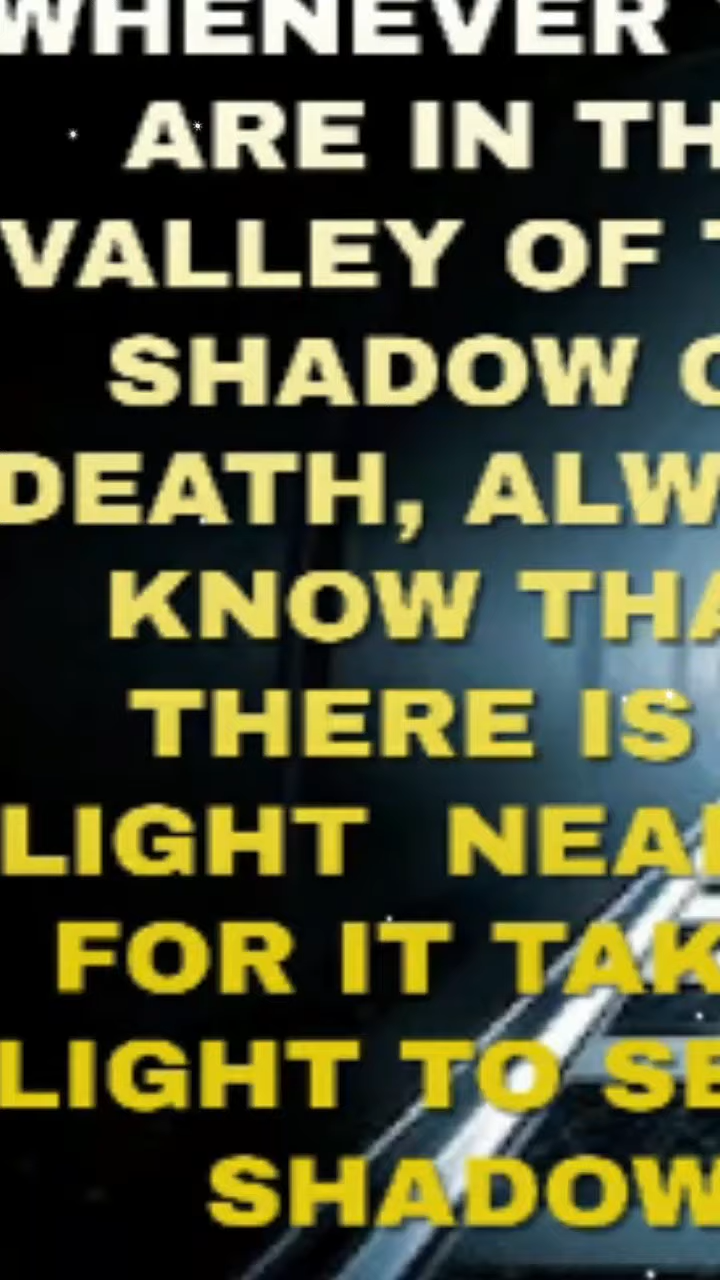 WHENEVER
ARE IN TH
VALLEY OF T
SHADOW O
DEATH, ALW
KNOW THA
THERE IS
LIGHT NEAR
FOR IT TAK
LIGHT TO SE
SHADOW